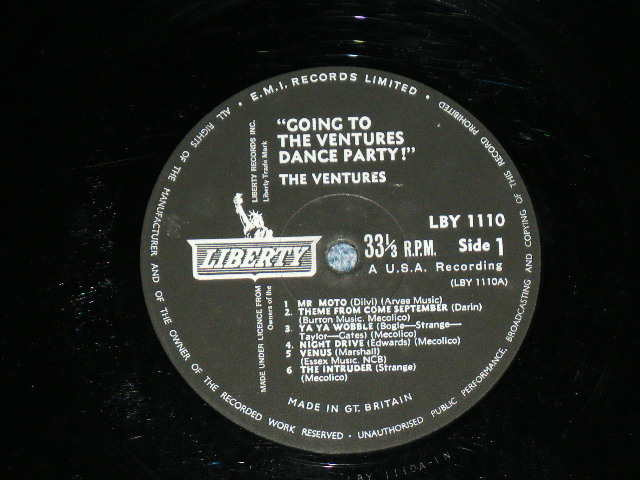 E.M.I. RECORDS LIMITED •
ALL RIGHTS OF THE MANUFACTURER AND OF THE OWNER OF THE RECORDED WORK RESERVED • UNAUTHORISED PUBLIC PERFORMANCE, BROADCASTING AND COPYING OF THIS RECORD PROHIBITED
"GOING TO
THE VENTURES
DANCE PARTY!"
THE VENTURES
LIBERTY RECORDS INC.
Liberty Trade Mark
MADE UNDER LICENCE FROM
Owners of the
LIBERTY
LBY 1110
33⅓ R.P.M. Side 1
A U.S.A. Recording
(LBY 1110A)
1 MR MOTO (Dilvi) (Arvee Music)
2. THEME FROM COME SEPTEMBER (Darin)
(Burron Music. Mecolico)
3. YA YA WOBBLE (Bogle—Strange—
Taylor—Gates) (Mecolico)
4. NIGHT DRIVE (Edwards) (Mecolico)
5 VENUS (Marshall)
(Essex Music. NCB)
6 THE INTRUDER (Strange)
(Mecolico)
MADE IN GT. BRITAIN
LBY 1110A-1N